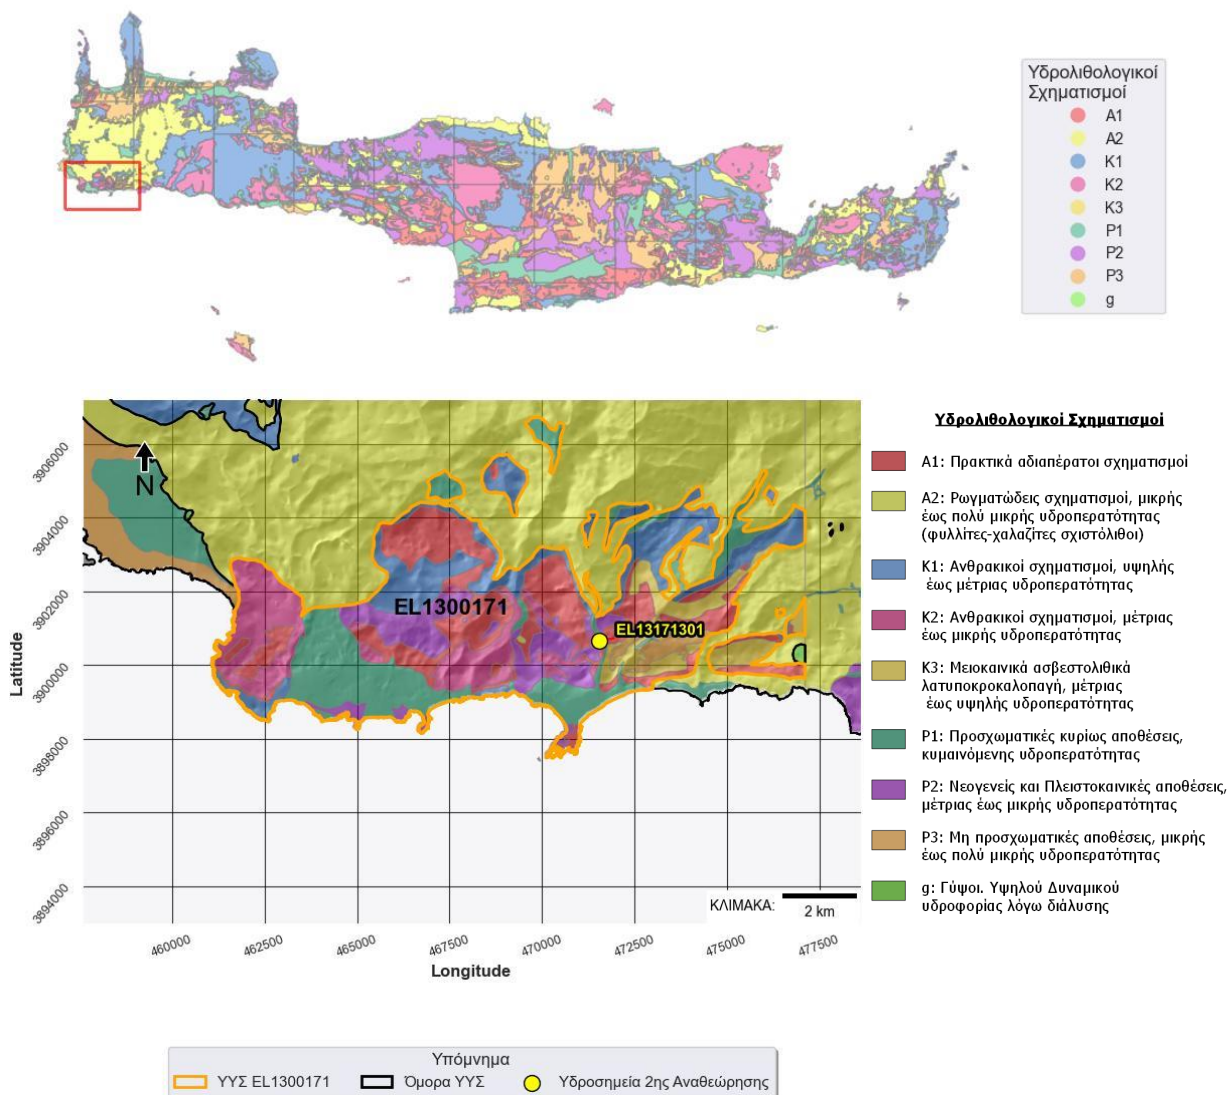 Υδρολιθολογικοί
Σχηματισμοί
A1
A2
K1
K2
K3
P1
P2
P3
g
Υδρολιθολογικοί Σχηματισμοί
A1: Πρακτικά αδιαπέρατοι σχηματισμοί
A2: Ρωγματώδεις σχηματισμοί, μικρής
έως πολύ μικρής υδροπερατότητας
(φυλλίτες-χαλαζίτες σχιστόλιθοι)
K1: Ανθρακικοί σχηματισμοί, υψηλής
έως μέτριας υδροπερατότητας
K2: Ανθρακικοί σχηματισμοί, μέτριας
έως μικρής υδροπερατότητας
K3: Μειοκαινικά ασβεστολιθικά
λατυποκροκαλοπαγή, μέτριας
έως υψηλής υδροπερατότητας
P1: Προσχωματικές κυρίως αποθέσεις,
κυμαινόμενης υδροπερατότητας
P2: Νεογενείς και Πλειστοκαινικές αποθέσεις,
μέτριας έως μικρής υδροπερατότητας
P3: Μη προσχωματικές αποθέσεις, μικρής
έως πολύ μικρής υδροπερατότητας
g: Γύψοι. Υψηλού Δυναμικού
υδροφορίας λόγω διάλυσης
N
EL1300171
EL13171301
Latitude
3906000
3904000
3902000
3900000
3898000
3896000
3894000
ΚΛΙΜΑΚΑ:
2 km
460000
462500
465000
467500
470000
472500
475000
477500
Longitude
Υπόμνημα
ΥΥΣ EL1300171
Όμορα ΥΥΣ
Υδροσημεία 2ης Αναθεώρησης